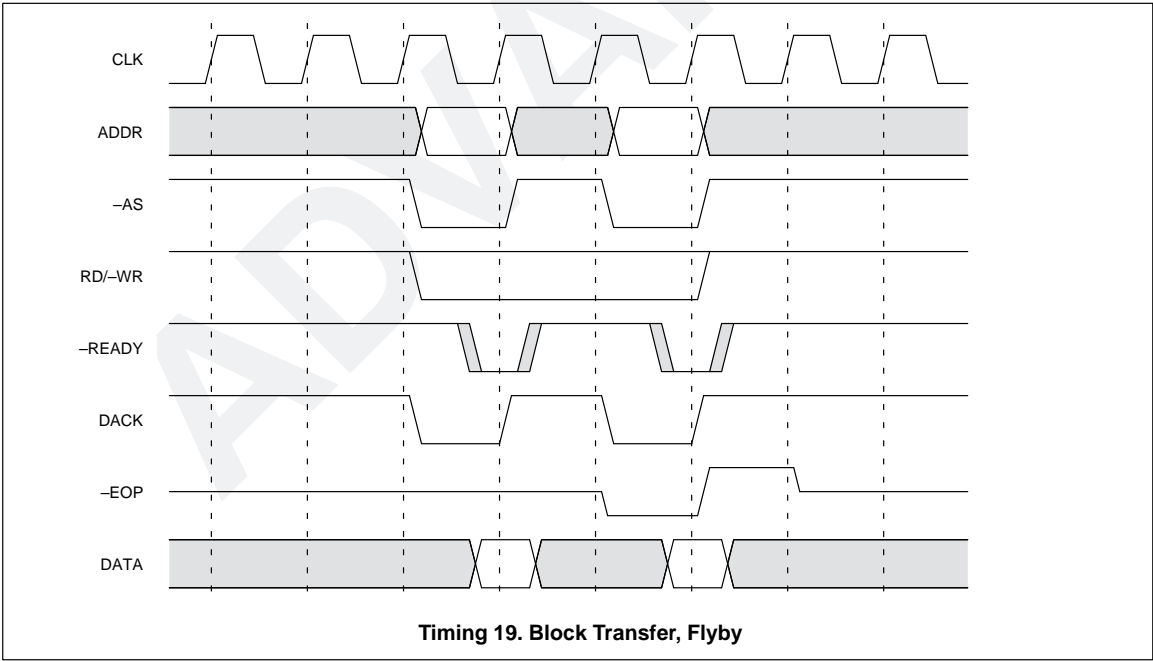 CLK
ADDR
–AS
RD/–WR
–READY
DACK
–EOP
DATA
Timing 19. Block Transfer, Flyby
ADVA